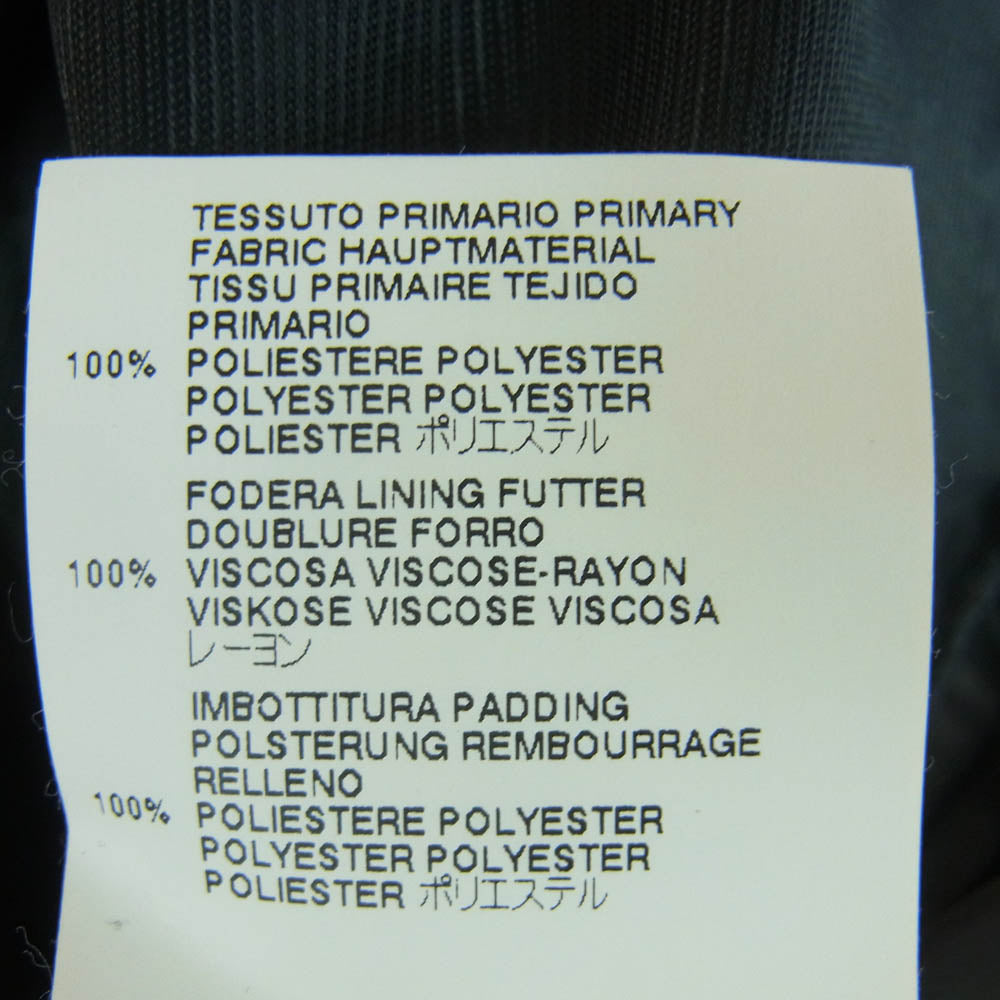 TESSUTO PRIMARIO PRIMARY
FABRIC HAUPTMATERIAL
TISSU PRIMAIRE TEJIDO
PRIMARIO
100% POLIESTERE POLYESTER
POLYESTER POLYESTER
POLIESTER ポリエステル
FODERA LINING FUTTER
DOUBLURE FORRO
100% VISCOSA VISCOSE-RAYON
VISKOSE VISCOSE VISCOSA
レーヨン
IMBOTTITURA PADDING
POLSTERUNG REMBOURRAGE
RELLENO
100% POLIESTERE POLYESTER
POLYESTER POLYESTER
POLIESTER ポリエステル